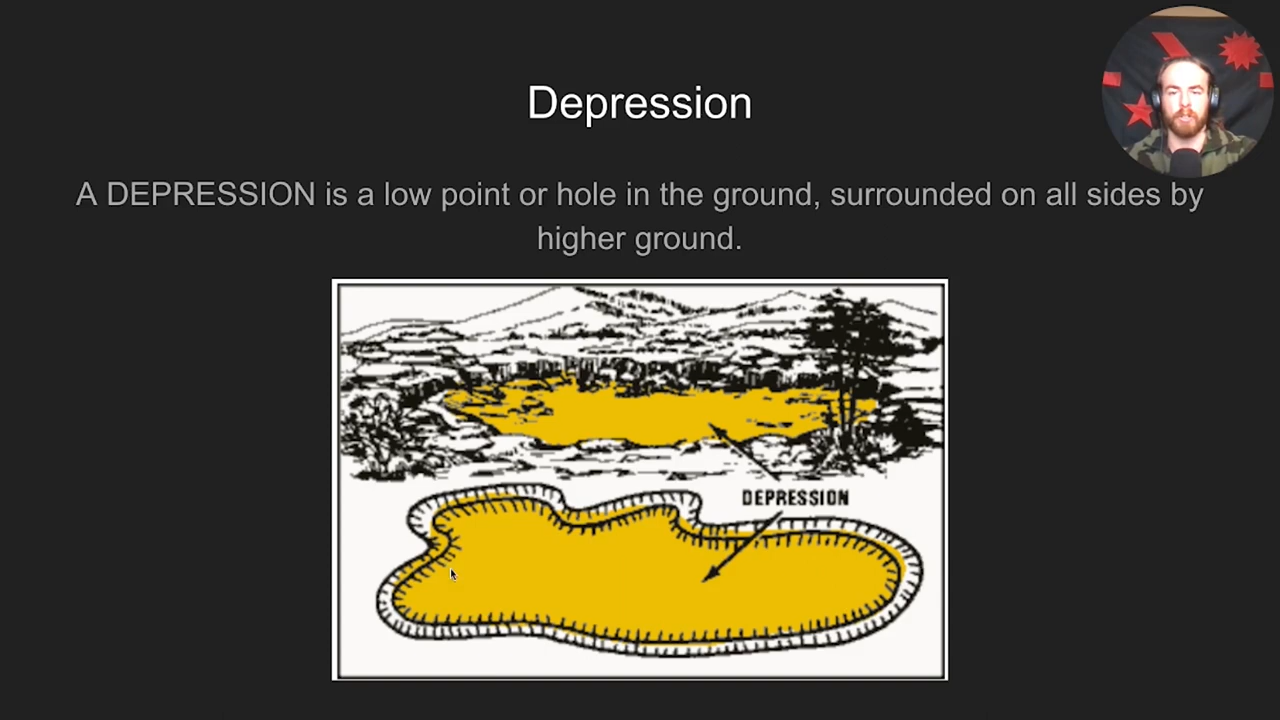 Depression
A DEPRESSION is a low point or hole in the ground, surrounded on all sides by
higher ground.
DEPRESSION